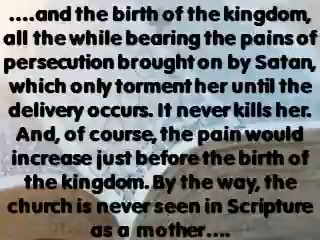 ....and the birth of the kingdom,
all the while bearing the pains of
persecution brought on by Satan,
which only torment her until the
delivery occurs. It never kills her.
And, of course, the pain would
increase just before the birth of
the kingdom. By the way, the
church is never seen in Scripture
as a mother....